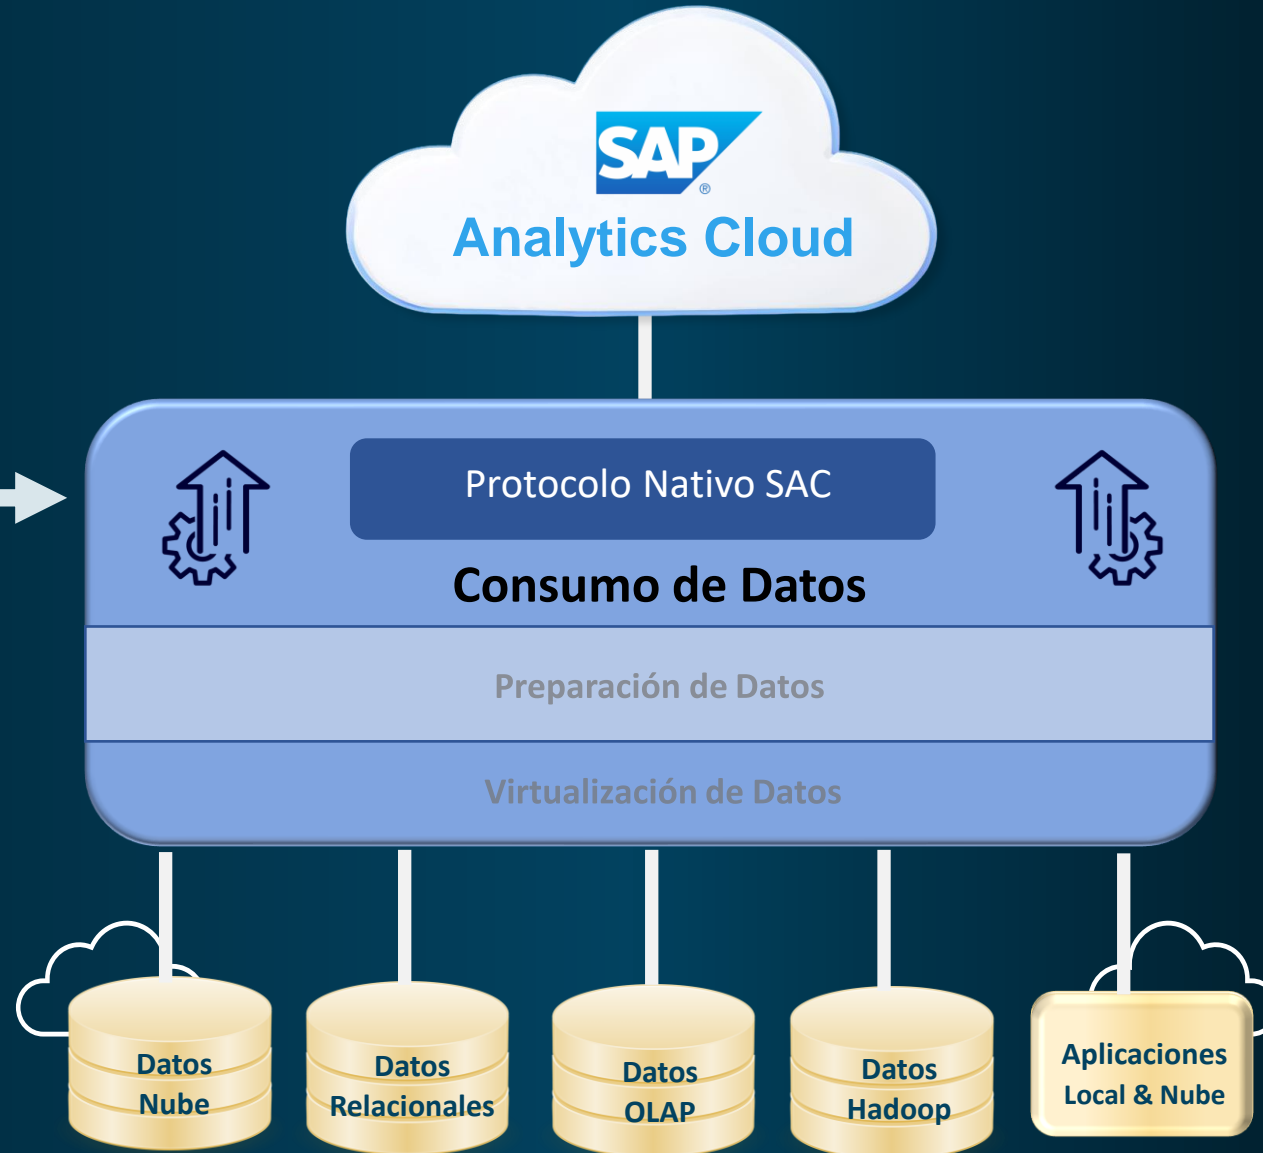 SAP®
Analytics Cloud
Protocolo Nativo SAC
Consumo de Datos
Preparación de Datos
Virtualización de Datos
Datos
Nube
Datos
Relacionales
Datos
OLAP
Datos
Hadoop
Aplicaciones
Local & Nube